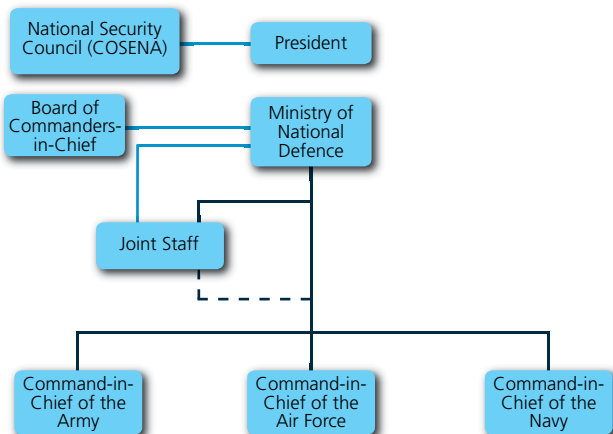 National Security
Council (COSENA)
President
Board of
Commanders-
in-Chief
Ministry of
National
Defence
Joint Staff
Command-in-
Chief of the
Army
Command-in-
Chief of the
Air Force
Command-in-
Chief of the
Navy